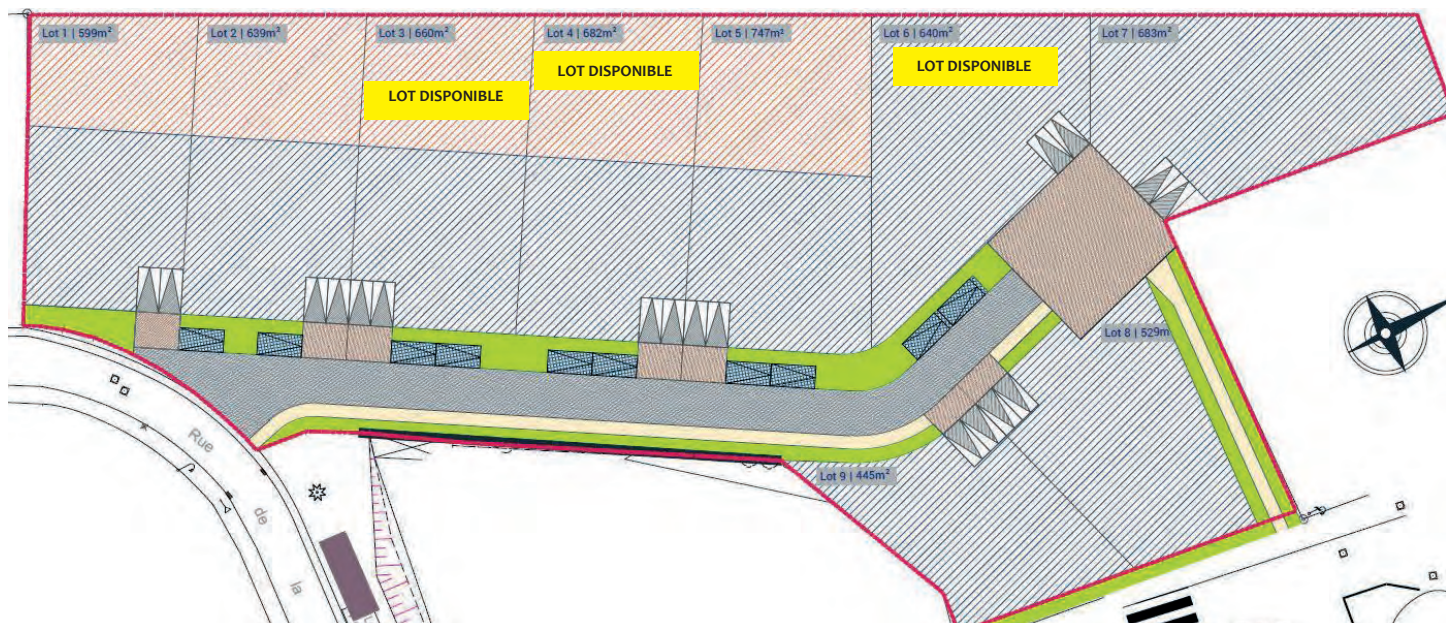 Lot 1 | 599m²
Lot 2 | 639m²
Lot 3 | 660m²
Lot 4 | 682m²
Lot 5 | 747m²
Lot 6 | 640m²
Lot 7 | 683m²
LOT DISPONIBLE
LOT DISPONIBLE
LOT DISPONIBLE
Lot 8 | 529m
Lot 9 | 445m²
Rue
de
la